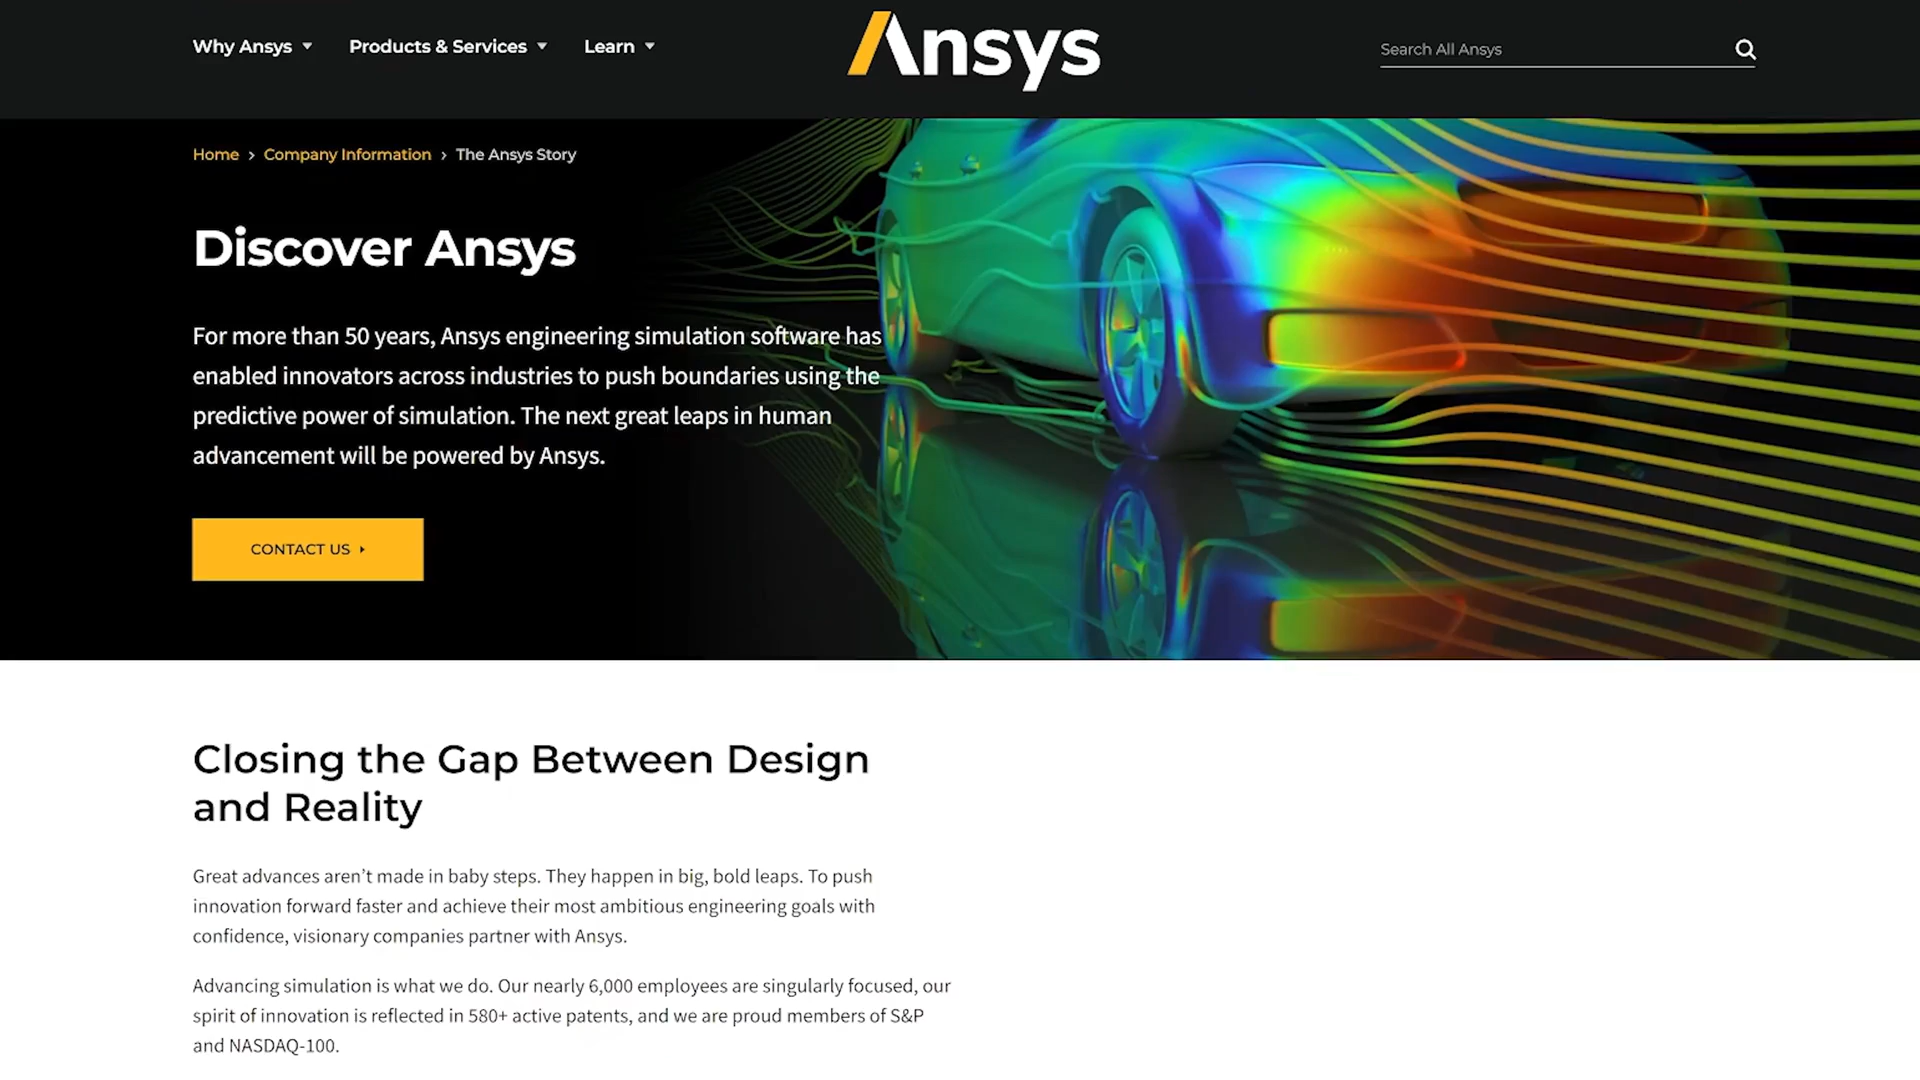 Why Ansys
Products & Services
Learn
Ansys
Search All Ansys
Home > Company Information > The Ansys Story
Discover Ansys
For more than 50 years, Ansys engineering simulation software has
enabled innovators across industries to push boundaries using the
predictive power of simulation. The next great leaps in human
advancement will be powered by Ansys.
CONTACT US
Closing the Gap Between Design
and Reality
Great advances aren’t made in baby steps. They happen in big, bold leaps. To push
innovation forward faster and achieve their most ambitious engineering goals with
confidence, visionary companies partner with Ansys.
Advancing simulation is what we do. Our nearly 6,000 employees are singularly focused, our
spirit of innovation is reflected in 580+ active patents, and we are proud members of S&P
and NASDAQ-100.